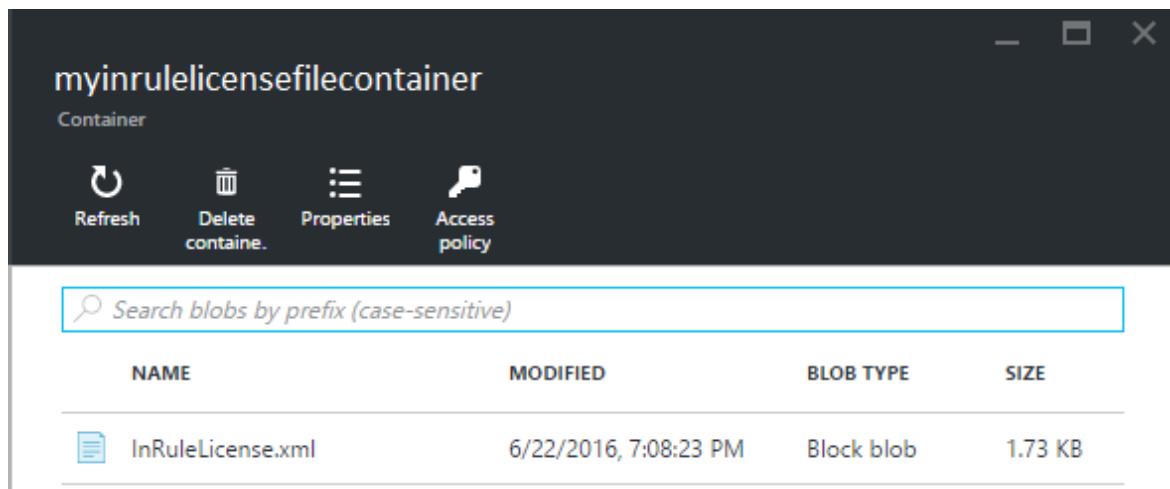 myinrulelicensefilecontainer
Container
Refresh
Delete
containe.
Properties
Access
policy
Search blobs by prefix (case-sensitive)
NAME MODIFIED BLOB TYPE SIZE
InRuleLicense.xml 6/22/2016, 7:08:23 PM Block blob 1.73 KB